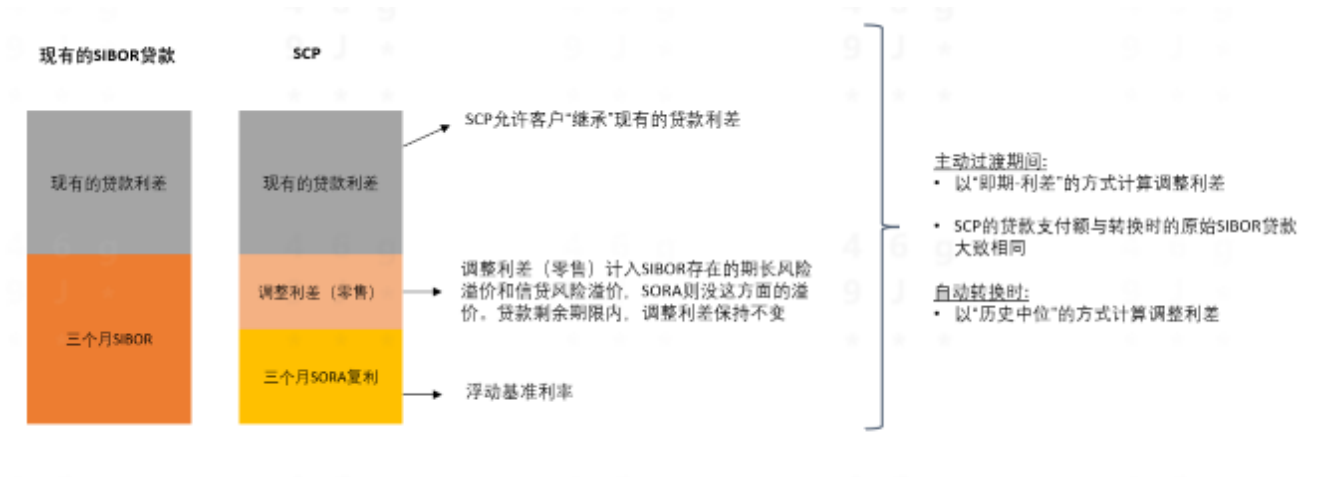 现有的SIBOR贷款
SCP
现有的贷款利差
三个月SIBOR
现有的贷款利差
调整利差（零售）
三个月SORA复利
SCP允许客户“继承”现有的贷款利差
调整利差（零售）计入SIBOR存在的期长风险
溢价和信贷风险溢价，SORA则没这方面的溢
价。贷款剩余期限内，调整利差保持不变
浮动基准利率
主动过渡期间:
• 以“即期-利差”的方式计算调整利差
• SCP的贷款支付额与转换时的原始SIBOR贷款
大致相同
自动转换时:
• 以“历史中位”的方式计算调整利差